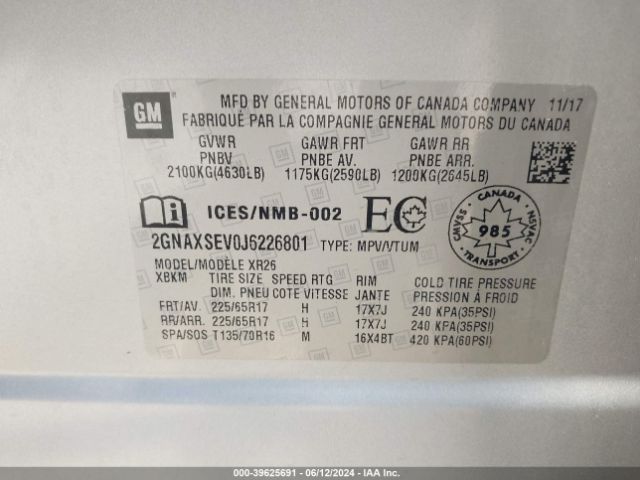 GM
MFD BY GENERAL MOTORS OF CANADA COMPANY 11/17
FABRIQUÉ PAR LA COMPAGNIE GENERAL MOTORS DU CANADA
GVWR GAWR FRT GAWR RR
PNBV PNBE AV. PNBE ARR.
2100KG(4630LB) 1175KG(2590LB) 1200KG(2645LB)
ICES/NMB-002 EC
CANADA
CMVSS NSVAC
985
2GNAXSEV0J6226801 TYPE: MPV/VTUM
MODEL/MODÈLE XR26
XBKM TIRE SIZE SPEED RTG RIM COLD TIRE PRESSURE
DIM. PNEU COTE VITESSE JANTE PRESSION À FROID
FRT/AV. 225/65R17 H 17X7J 240 KPA(35PSI)
RR/ARR. 225/65R17 H 17X7J 240 KPA(35PSI)
SPA/SOS T135/70R16 M 16X4BT 420 KPA(60PSI)
000-39625691 - 06/12/2024 - IAA Inc.